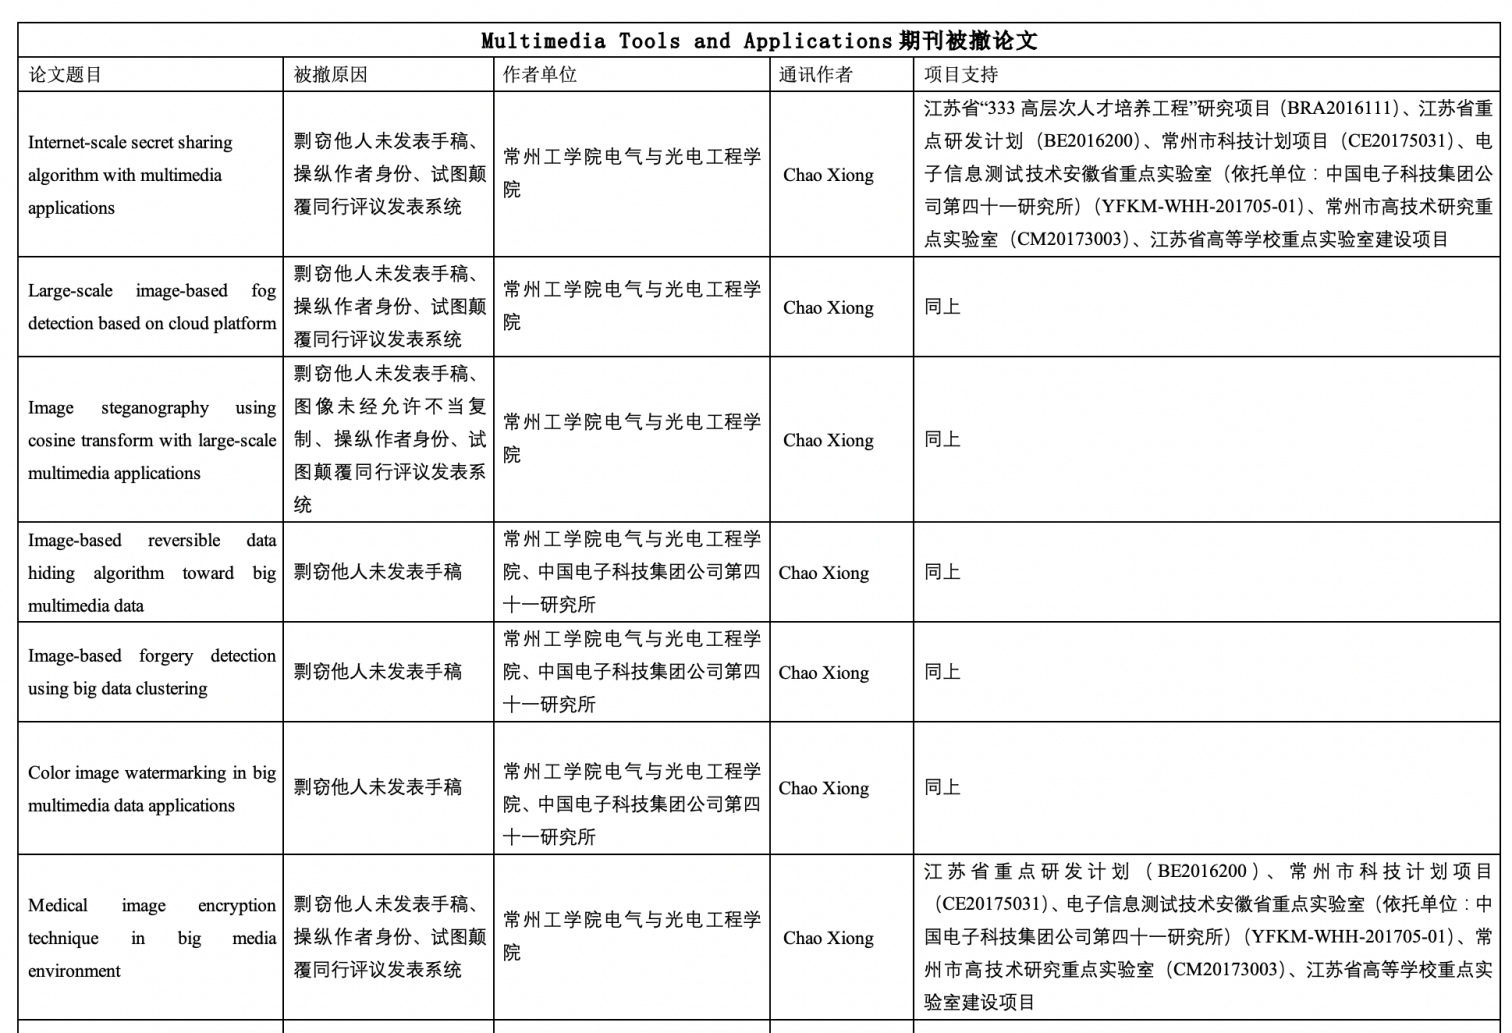 Multimedia Tools and Applications 期刊被撤论文
论文题目
被撤原因
作者单位
通讯作者
项目支持
Internet-scale secret sharing
algorithm with multimedia
applications
剽窃他人未发表手稿、
操纵作者身份、试图颠
覆同行评议发表系统
常州工学院电气与光电工程学
院
Chao Xiong
江苏省“333 高层次人才培养工程”研究项目（BRA2016111）、江苏省重
点研发计划（BE2016200）、常州市科技计划项目（CE20175031）、电
子信息测试技术安徽省重点实验室（依托单位：中国电子科技集团公
司第四十一研究所）（YFKM-WHH-201705-01）、常州市高技术研究重
点实验室（CM20173003）、江苏省高等学校重点实验室建设项目
Large-scale image-based fog
detection based on cloud platform
剽窃他人未发表手稿、
操纵作者身份、试图颠
覆同行评议发表系统
常州工学院电气与光电工程学
院
Chao Xiong
同上
Image steganography using
cosine transform with large-scale
multimedia applications
剽窃他人未发表手稿、
图像未经允许不当复
制、操纵作者身份、试
图颠覆同行评议发表系
统
常州工学院电气与光电工程学
院
Chao Xiong
同上
Image-based reversible data
hiding algorithm toward big
multimedia data
剽窃他人未发表手稿
常州工学院电气与光电工程学
院、中国电子科技集团公司第四
十一研究所
Chao Xiong
同上
Image-based forgery detection
using big data clustering
剽窃他人未发表手稿
常州工学院电气与光电工程学
院、中国电子科技集团公司第四
十一研究所
Chao Xiong
同上
Color image watermarking in big
multimedia data applications
剽窃他人未发表手稿
常州工学院电气与光电工程学
院、中国电子科技集团公司第四
十一研究所
Chao Xiong
同上
Medical image encryption
technique in big media
environment
剽窃他人未发表手稿、
操纵作者身份、试图颠
覆同行评议发表系统
常州工学院电气与光电工程学
院
Chao Xiong
江苏省重点研发计划（BE2016200）、常州市科技计划项目
（CE20175031）、电子信息测试技术安徽省重点实验室（依托单位：中
国电子科技集团公司第四十一研究所）（YFKM-WHH-201705-01）、常
州市高技术研究重点实验室（CM20173003）、江苏省高等学校重点实
验室建设项目